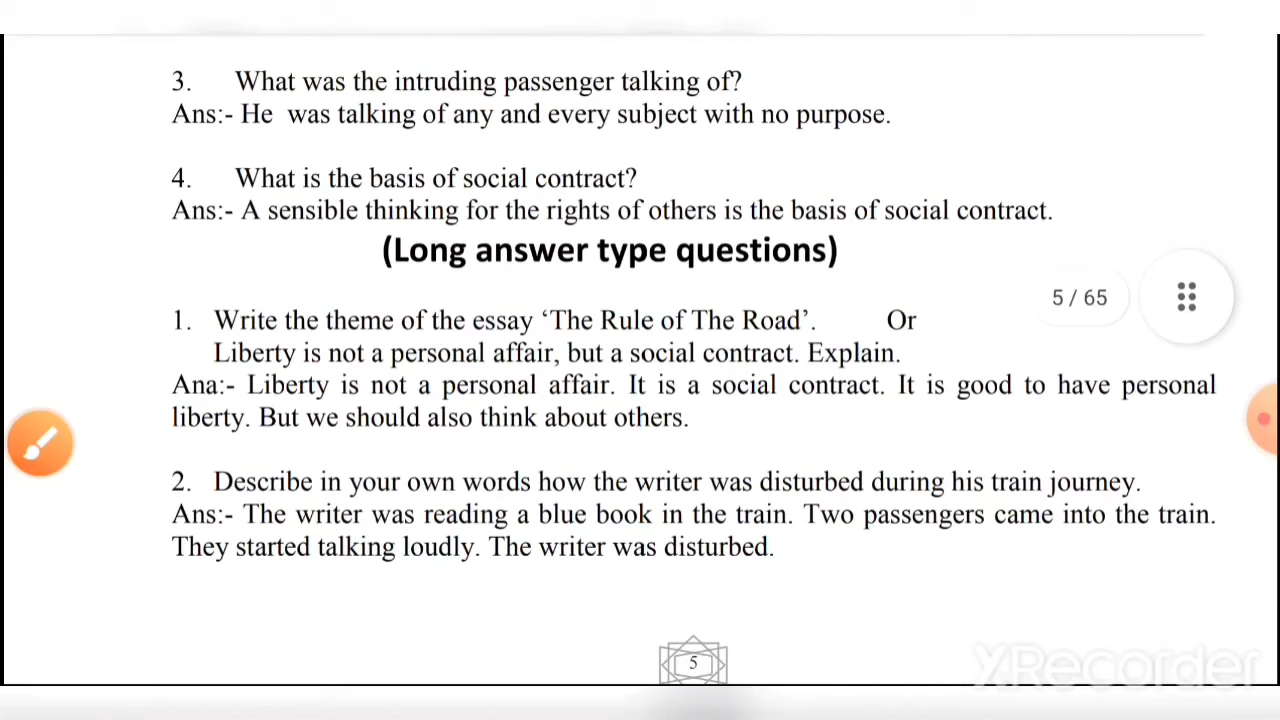 3. What was the intruding passenger talking of?
Ans:- He was talking of any and every subject with no purpose.
4. What is the basis of social contract?
Ans:- A sensible thinking for the rights of others is the basis of social contract.
(Long answer type questions)
5 / 65
1. Write the theme of the essay ‘The Rule of The Road’. Or
Liberty is not a personal affair, but a social contract. Explain.
Ana:- Liberty is not a personal affair. It is a social contract. It is good to have personal
liberty. But we should also think about others.
2. Describe in your own words how the writer was disturbed during his train journey.
Ans:- The writer was reading a blue book in the train. Two passengers came into the train.
They started talking loudly. The writer was disturbed.
5
XRecorder